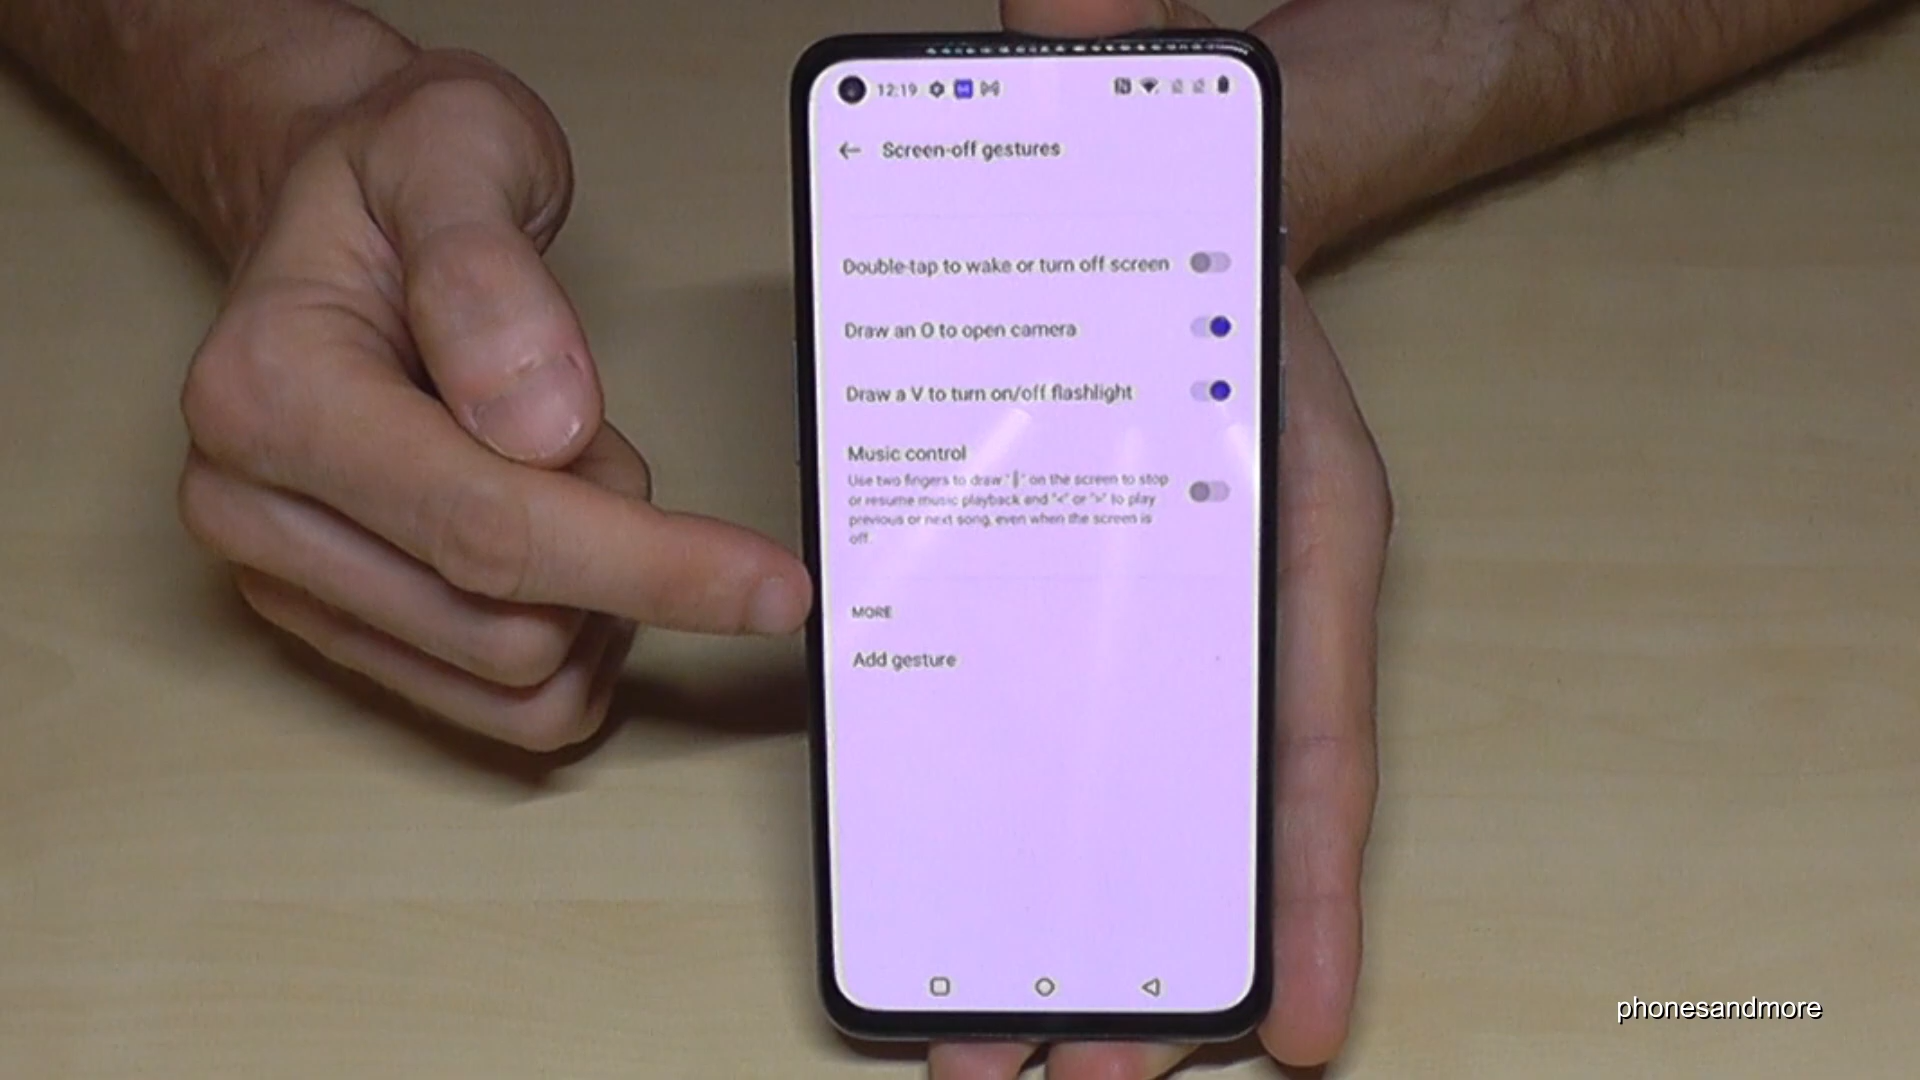 12:19
Screen-off gestures
Double-tap to wake or turn off screen
Draw an O to open camera
Draw a V to turn on/off flashlight
Music control
Use two fingers to draw "||" on the screen to stop
or resume music playback and "<" or ">" to play
previous or next song, even when the screen is
off.
MORE
Add gesture
phonesandmore